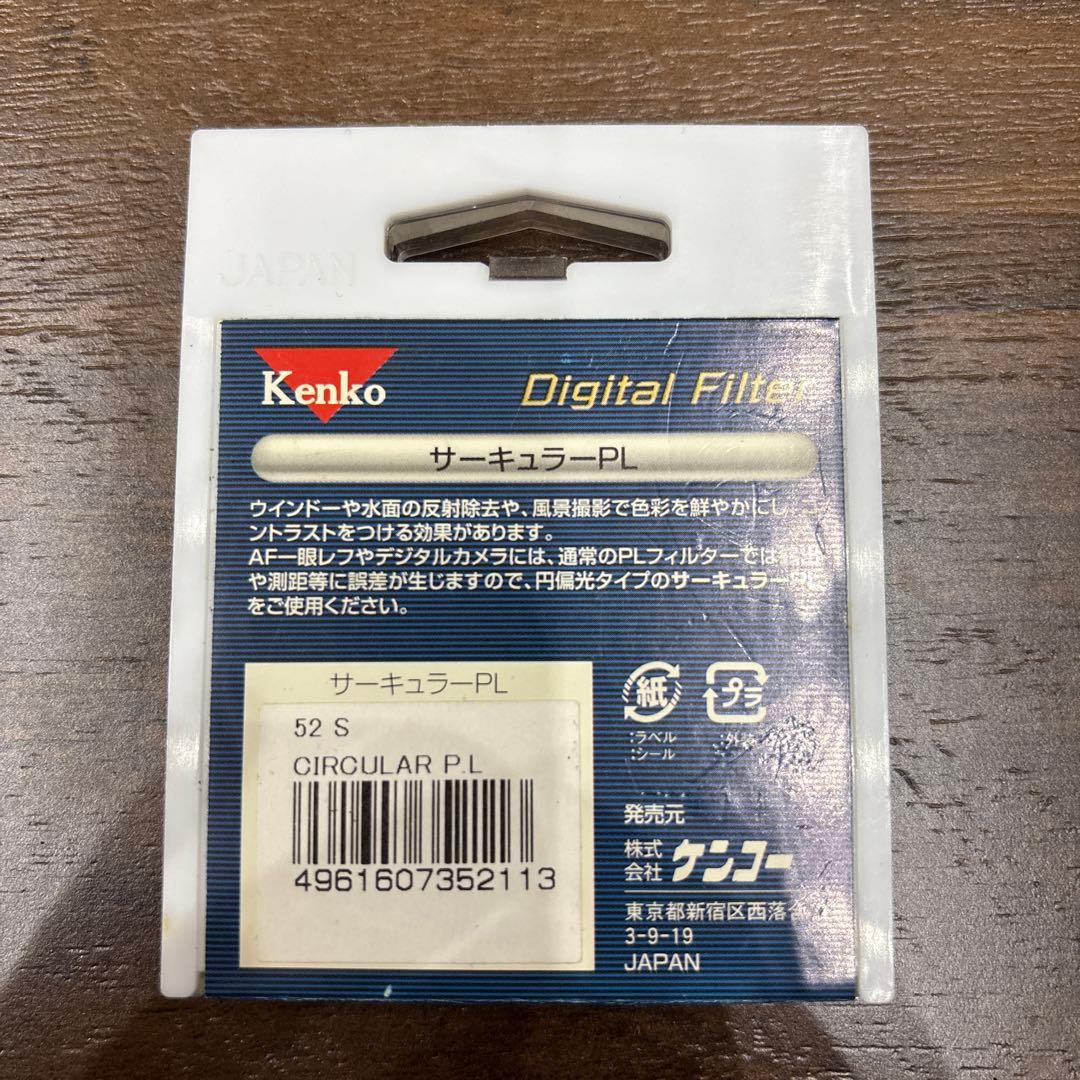 JAPAN
Kenko
Digital Filter
サーキュラーPL
ウインドーや水面の反射除去や、風景撮影で色彩を鮮やかにし、コ
ントラストをつける効果があります。
AF一眼レフやデジタルカメラには、通常のPLフィルターでは
や測距等に誤差が生じますので、円偏光タイプのサーキュラーPL
をご使用ください。
サーキュラーPL
52 S
CIRCULAR P.L
4961607352113
紙
プラ
:ラベル
:シール
:外装
発売元
株式
会社
ケンコー
東京都新宿区西落合
3-9-19
JAPAN